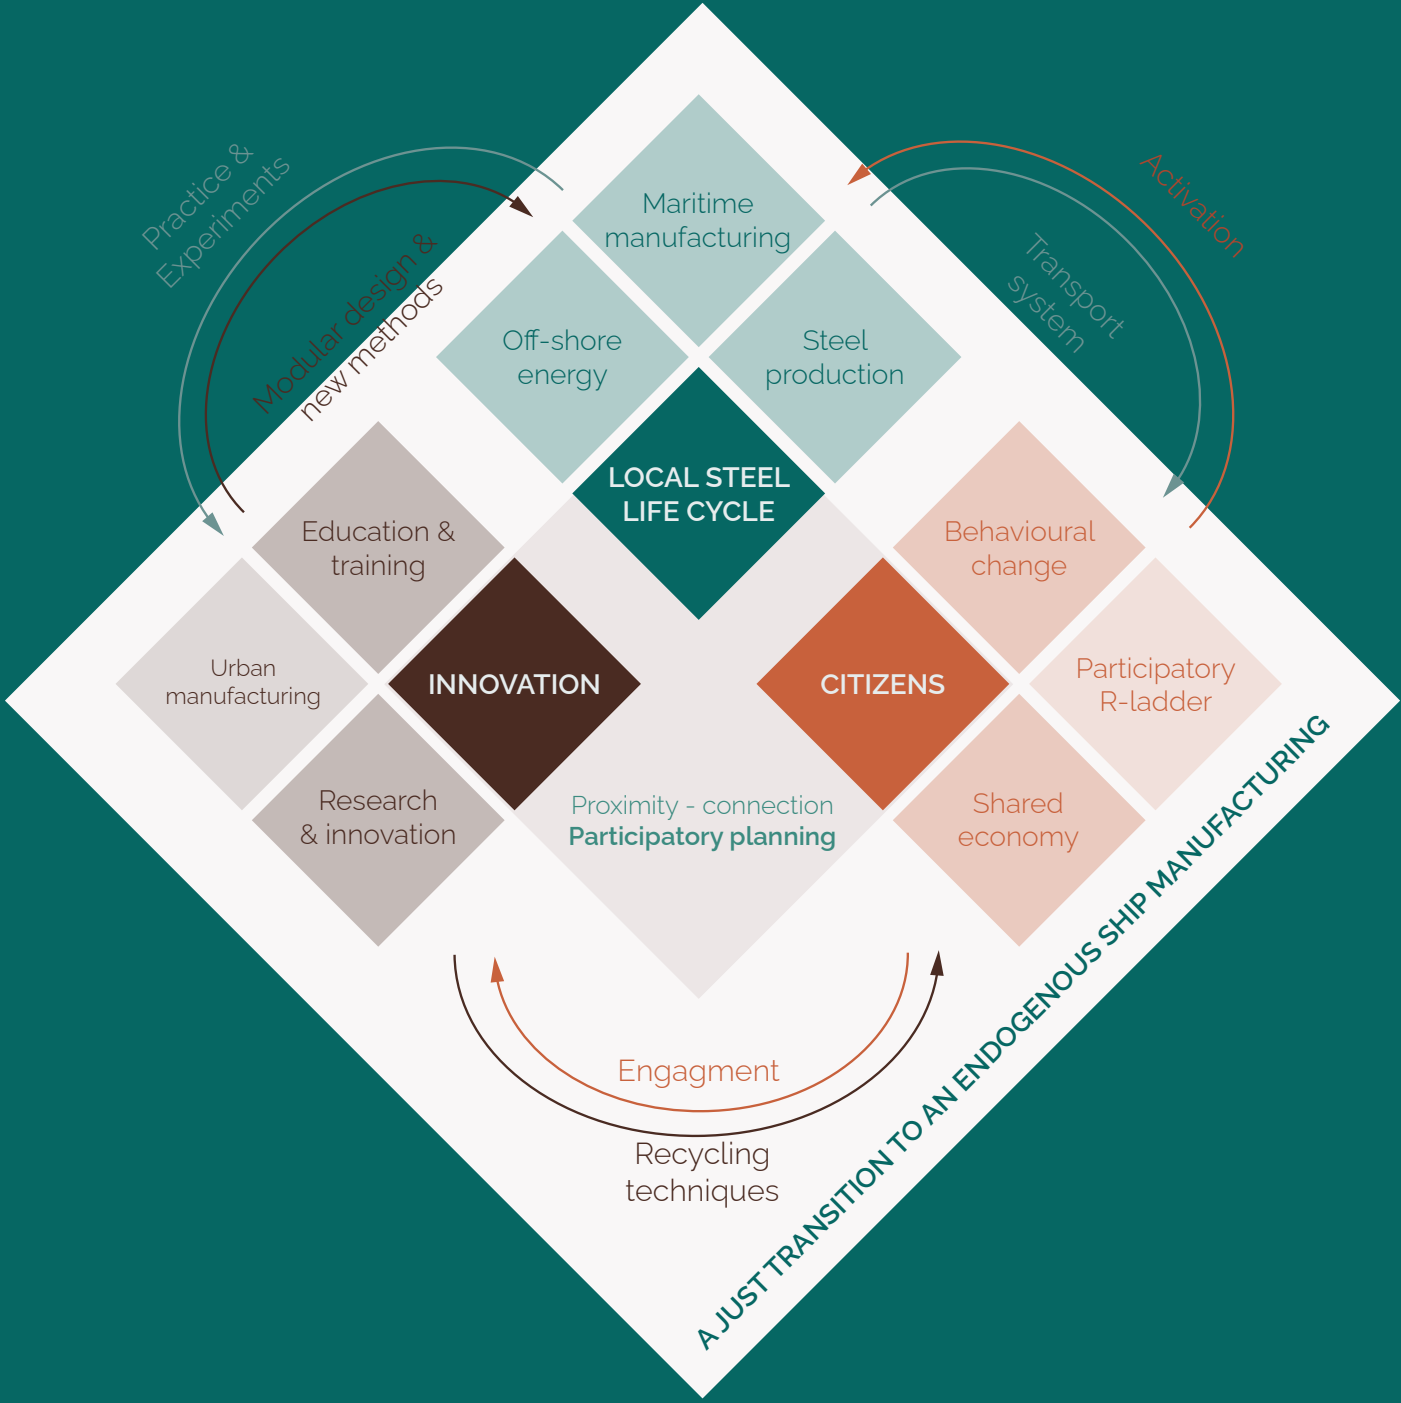 Maritime
manufacturing
Practice &
Experiments
Activation
Modular design &
new methods
Transport
system
Off-shore
energy
Steel
production
LOCAL STEEL
LIFE CYCLE
Education &
training
Behavioural
change
Urban
manufacturing
INNOVATION
CITIZENS
Participatory
R-ladder
Research
& innovation
Proximity - connection
Participatory planning
Shared
economy
Engagment
Recycling
techniques
A JUST TRANSITION TO AN ENDOGENOUS SHIP MANUFACTURING